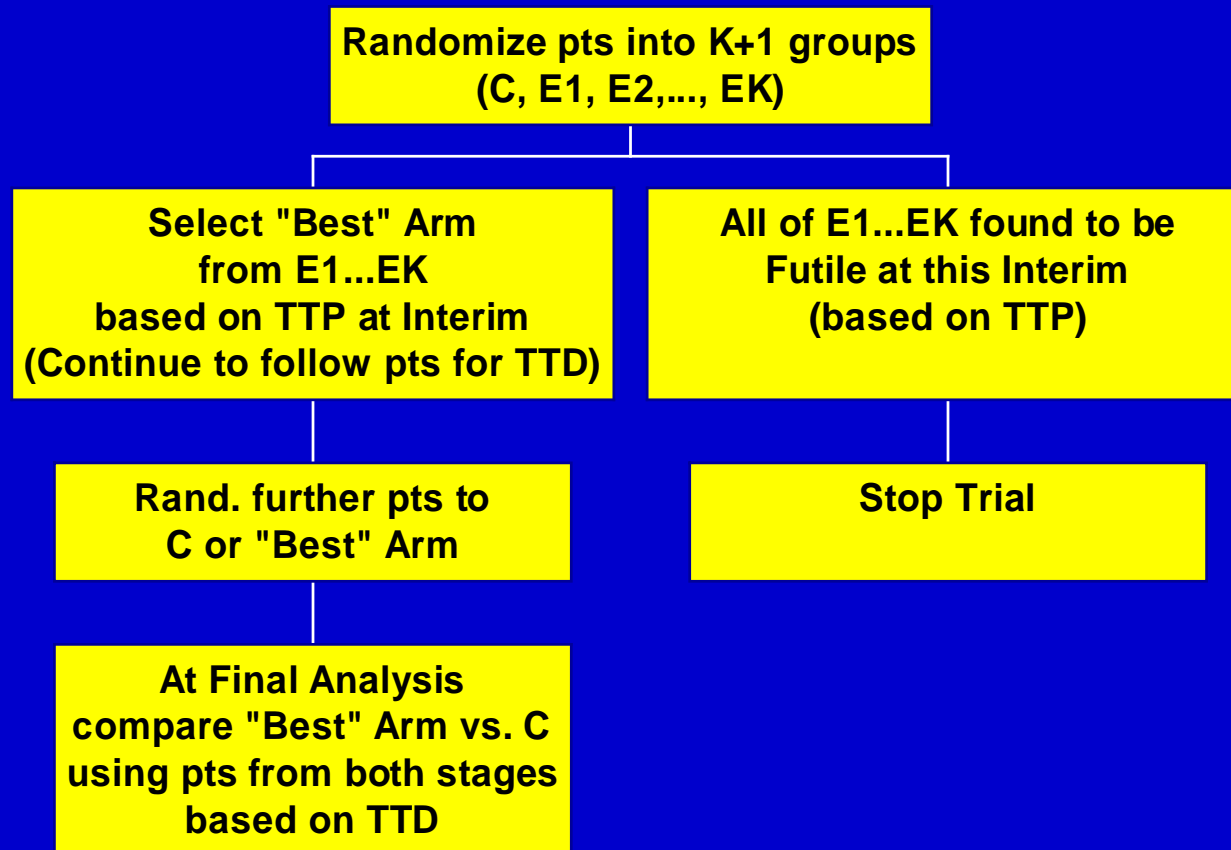 Randomize pts into K+1 groups
(C, E1, E2,..., EK)
Select "Best" Arm
from E1...EK
based on TTP at Interim
(Continue to follow pts for TTD)
All of E1...EK found to be
Futile at this Interim
(based on TTP)
Rand. further pts to
C or "Best" Arm
Stop Trial
At Final Analysis
compare "Best" Arm vs. C
using pts from both stages
based on TTD